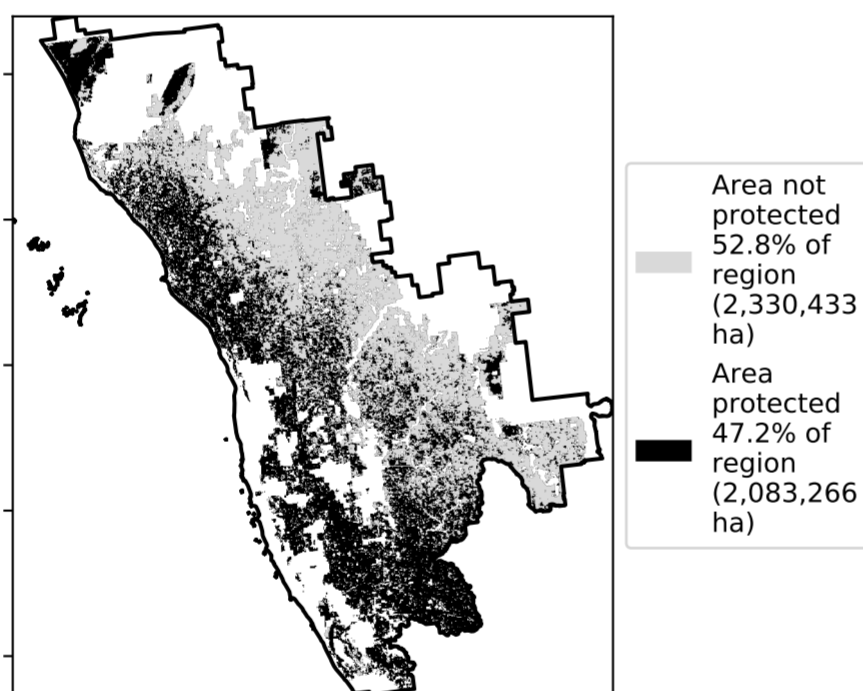 Area not
protected
52.8% of
region
(2,330,433
ha)
Area
protected
47.2% of
region
(2,083,266
ha)